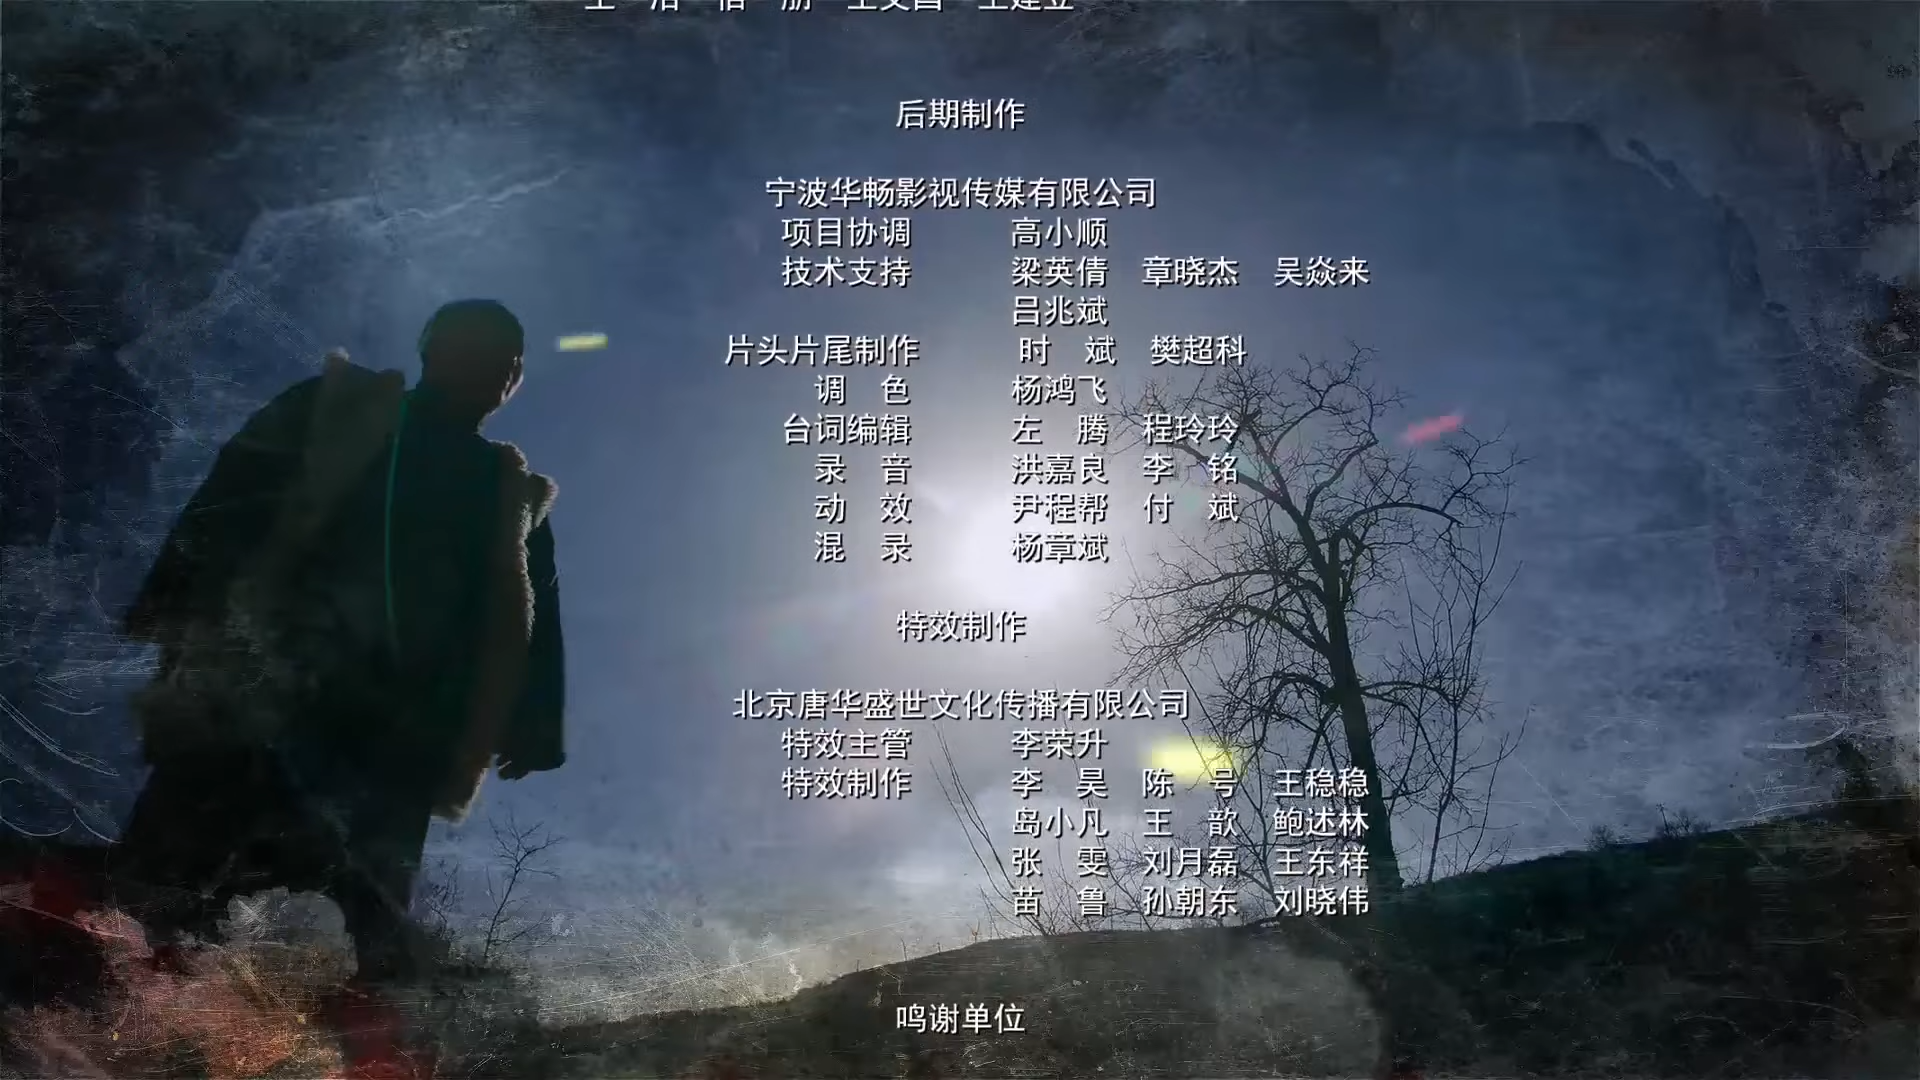 后期制作
宁波华畅影视传媒有限公司
项目协调 高小顺
技术支持 梁英倩 章晓杰 吴焱来
吕兆斌
片头片尾制作 时 斌 樊超科
调 色 杨鸿飞
台词编辑 左 腾 程玲玲
录 音 洪嘉良 李 铭
动 效 尹程帮 付 斌
混 录 杨章斌
特效制作
北京唐华盛世文化传播有限公司
特效主管 李荣升
特效制作 李 昊 陈 号 王稳稳
岛小凡 王 歆 鲍述林
张 雯 刘月磊 王东祥
苗 鲁 孙朝东 刘晓伟
鸣谢单位